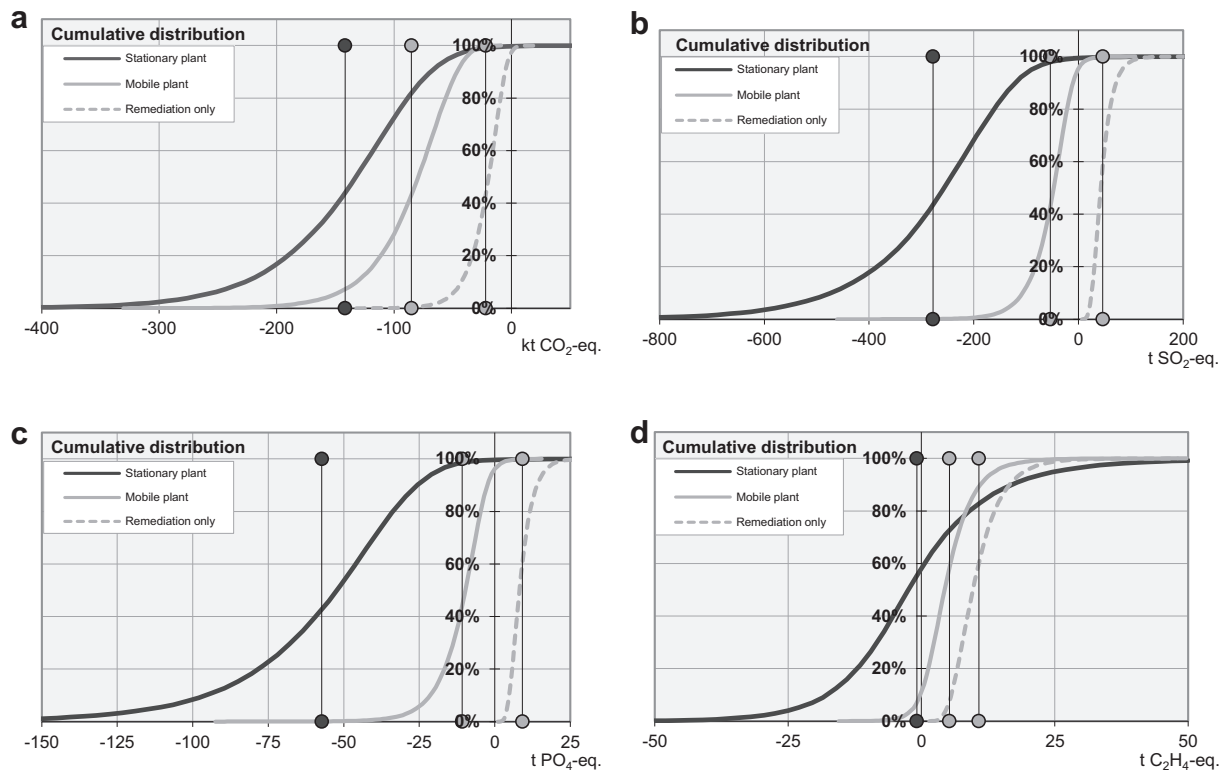 a
Cumulative distribution
Stationary plant
Mobile plant
Remediation only
100%
80%
60%
40%
20%
0%
-400 -300 -200 -100 0
kt CO₂-eq.
b
Cumulative distribution
Stationary plant
Mobile plant
Remediation only
100%
80%
60%
40%
20%
0%
-800 -600 -400 -200 0 200
t SO₂-eq.
c
Cumulative distribution
Stationary plant
Mobile plant
Remediation only
100%
80%
60%
40%
20%
0%
-150 -125 -100 -75 -50 -25 0 25
t PO₄-eq.
d
Cumulative distribution
Stationary plant
Mobile plant
Remediation only
100%
80%
60%
40%
20%
0%
-50 -25 0 25 50
t C₂H₄-eq.